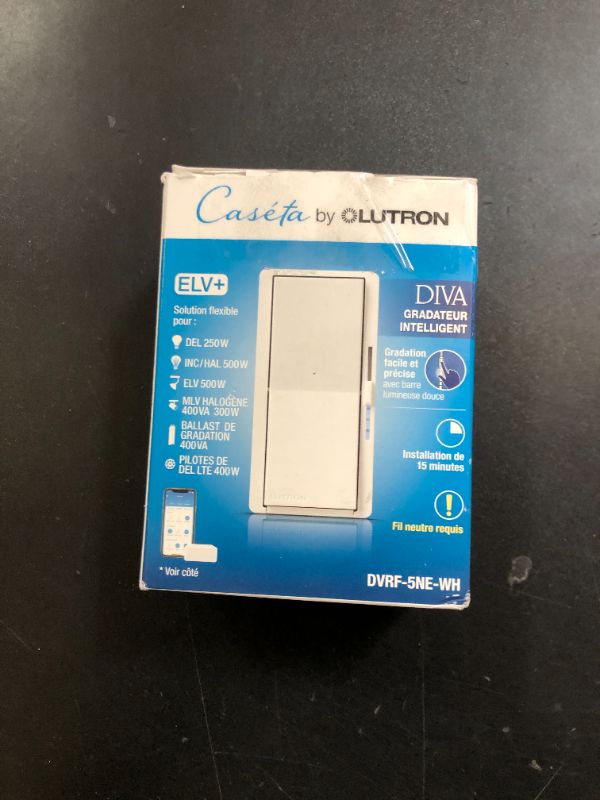 Caséta by LUTRON
ELV+
Solution flexible
pour :
DEL 250W
INC/HAL 500W
ELV 500W
MLV HALOGÈNE
400VA 300W
BALLAST DE
GRADATION
400VA
PILOTES DE
DEL LTE 400W
* Voir côté
LUTRON
DIVA
GRADATEUR
INTELLIGENT
Gradation
facile et
précise
avec barre
lumineuse douce
Installation de
15 minutes
Fil neutre requis
DVRF-5NE-WH